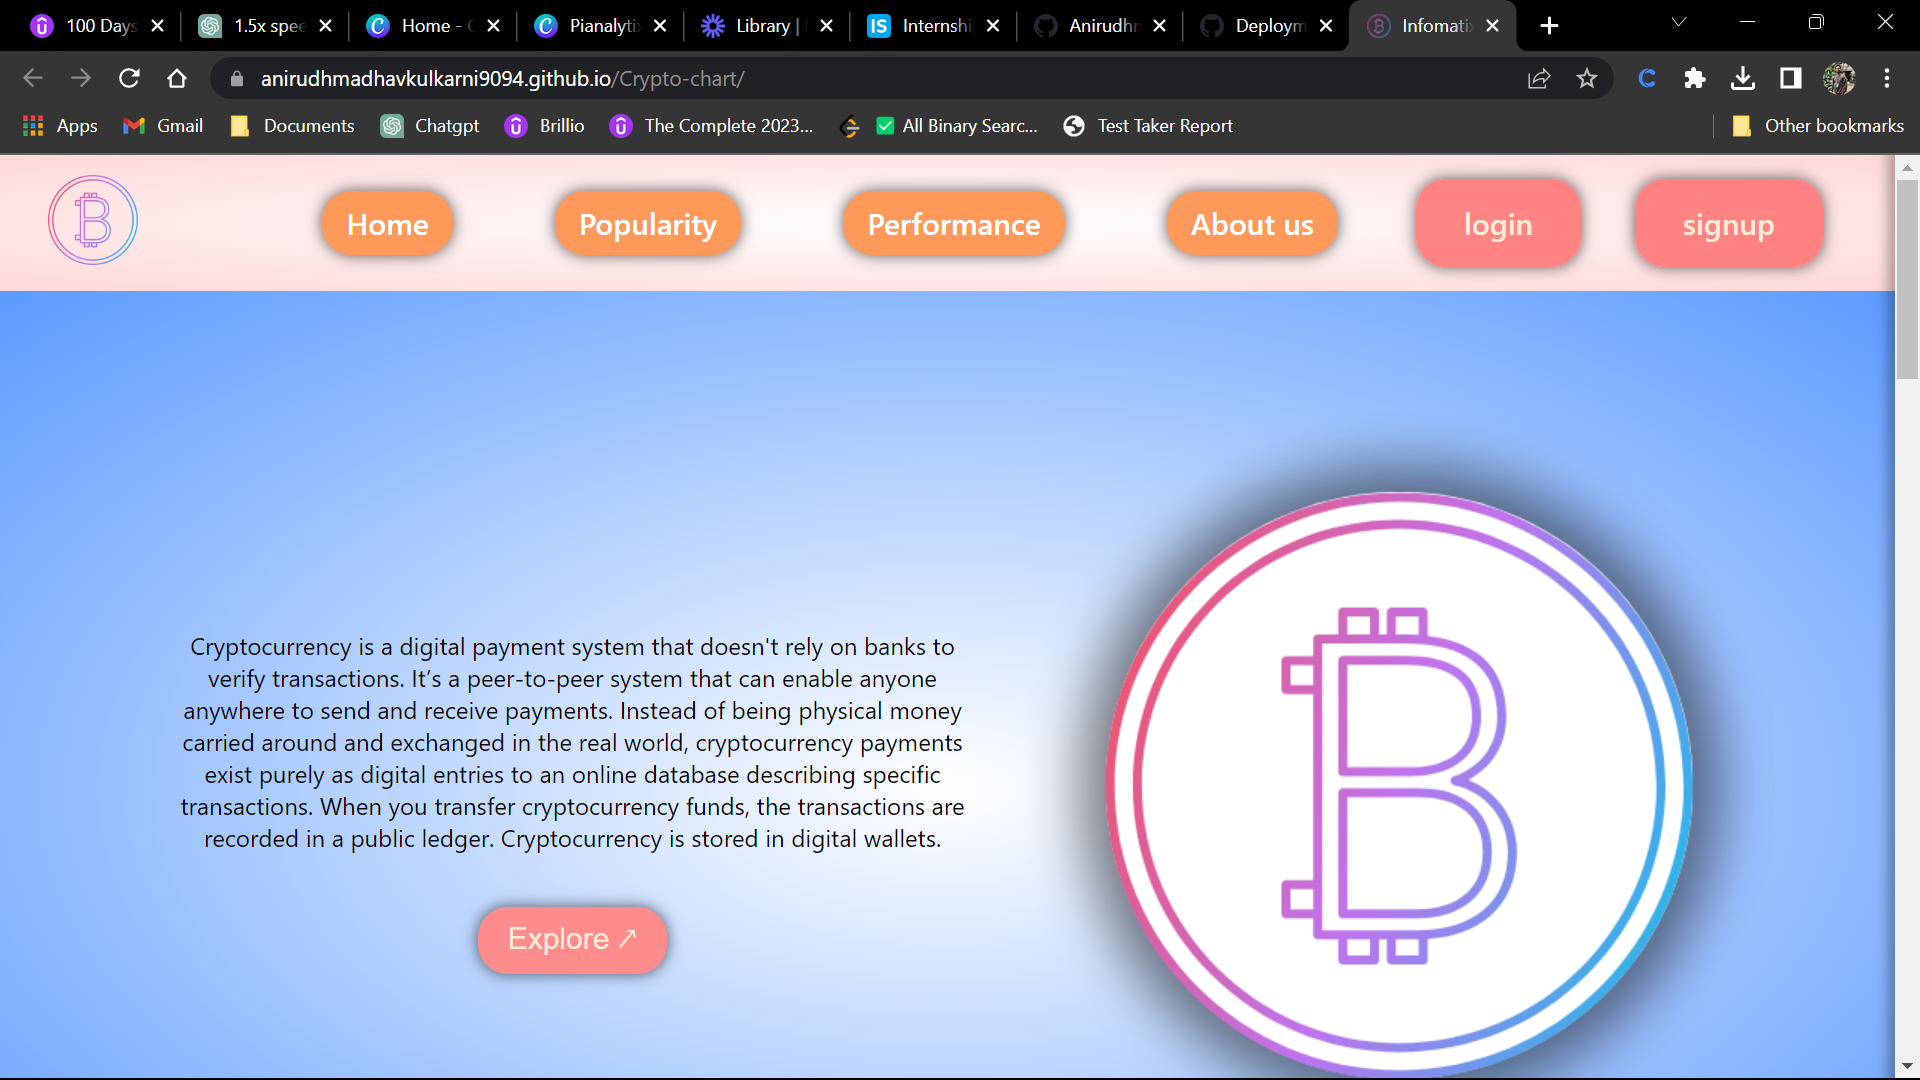 100 Days
1.5x spee
Home - C
Pianalytix
Library |
Internshi
Anirudhm
Deploym
Infomatix
anirudhmadhavkulkarni9094.github.io/Crypto-chart/
Apps
Gmail
Documents
Chatgpt
Brillio
The Complete 2023...
All Binary Searc...
Test Taker Report
Other bookmarks
Home
Popularity
Performance
About us
login
signup
Cryptocurrency is a digital payment system that doesn't rely on banks to
verify transactions. It’s a peer-to-peer system that can enable anyone
anywhere to send and receive payments. Instead of being physical money
carried around and exchanged in the real world, cryptocurrency payments
exist purely as digital entries to an online database describing specific
transactions. When you transfer cryptocurrency funds, the transactions are
recorded in a public ledger. Cryptocurrency is stored in digital wallets.
Explore ↗